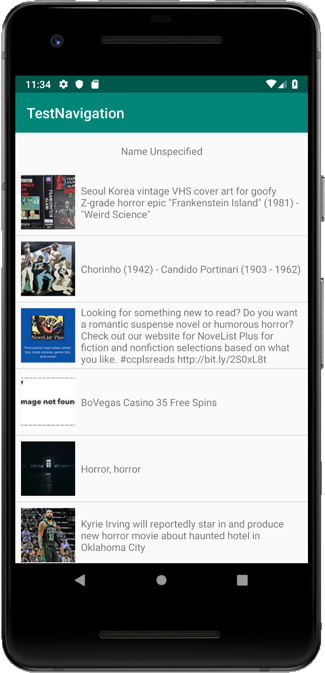 11:34
TestNavigation
Name Unspecified
Seoul Korea vintage VHS cover art for goofy
Z-grade horror epic "Frankenstein Island" (1981) -
"Weird Science"
Chorinho (1942) - Candido Portinari (1903 - 1962)
Looking for something new to read? Do you want
a romantic suspense novel or humorous horror?
Check out our website for NoveList Plus for
fiction and nonfiction selections based on what
you like. #ccplsreads http://bit.ly/2S0xL8t
NoveList Plus
mage not foun
BoVegas Casino 35 Free Spins
Horror, horror
Kyrie Irving will reportedly star in and produce
new horror movie about haunted hotel in
Oklahoma City